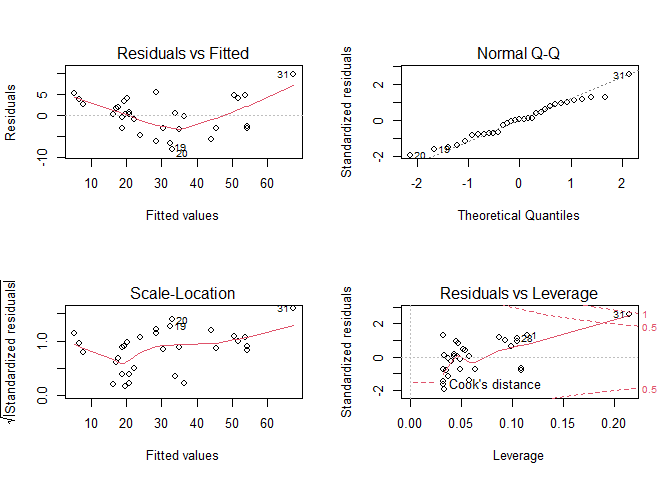 Residuals vs Fitted
Residuals
5
0
-10
31
19
20
10 20 30 40 50 60
Fitted values
Normal Q-Q
Standardized residuals
2
0
-2
31
19
20
-2 -1 0 1 2
Theoretical Quantiles
Scale-Location
√|Standardized residuals|
1.0
0.0
31
20
19
10 20 30 40 50 60
Fitted values
Residuals vs Leverage
Standardized residuals
2
0
-2
31
1
28
Cook's distance
1
0.5
0.5
0.00 0.05 0.10 0.15 0.20
Leverage